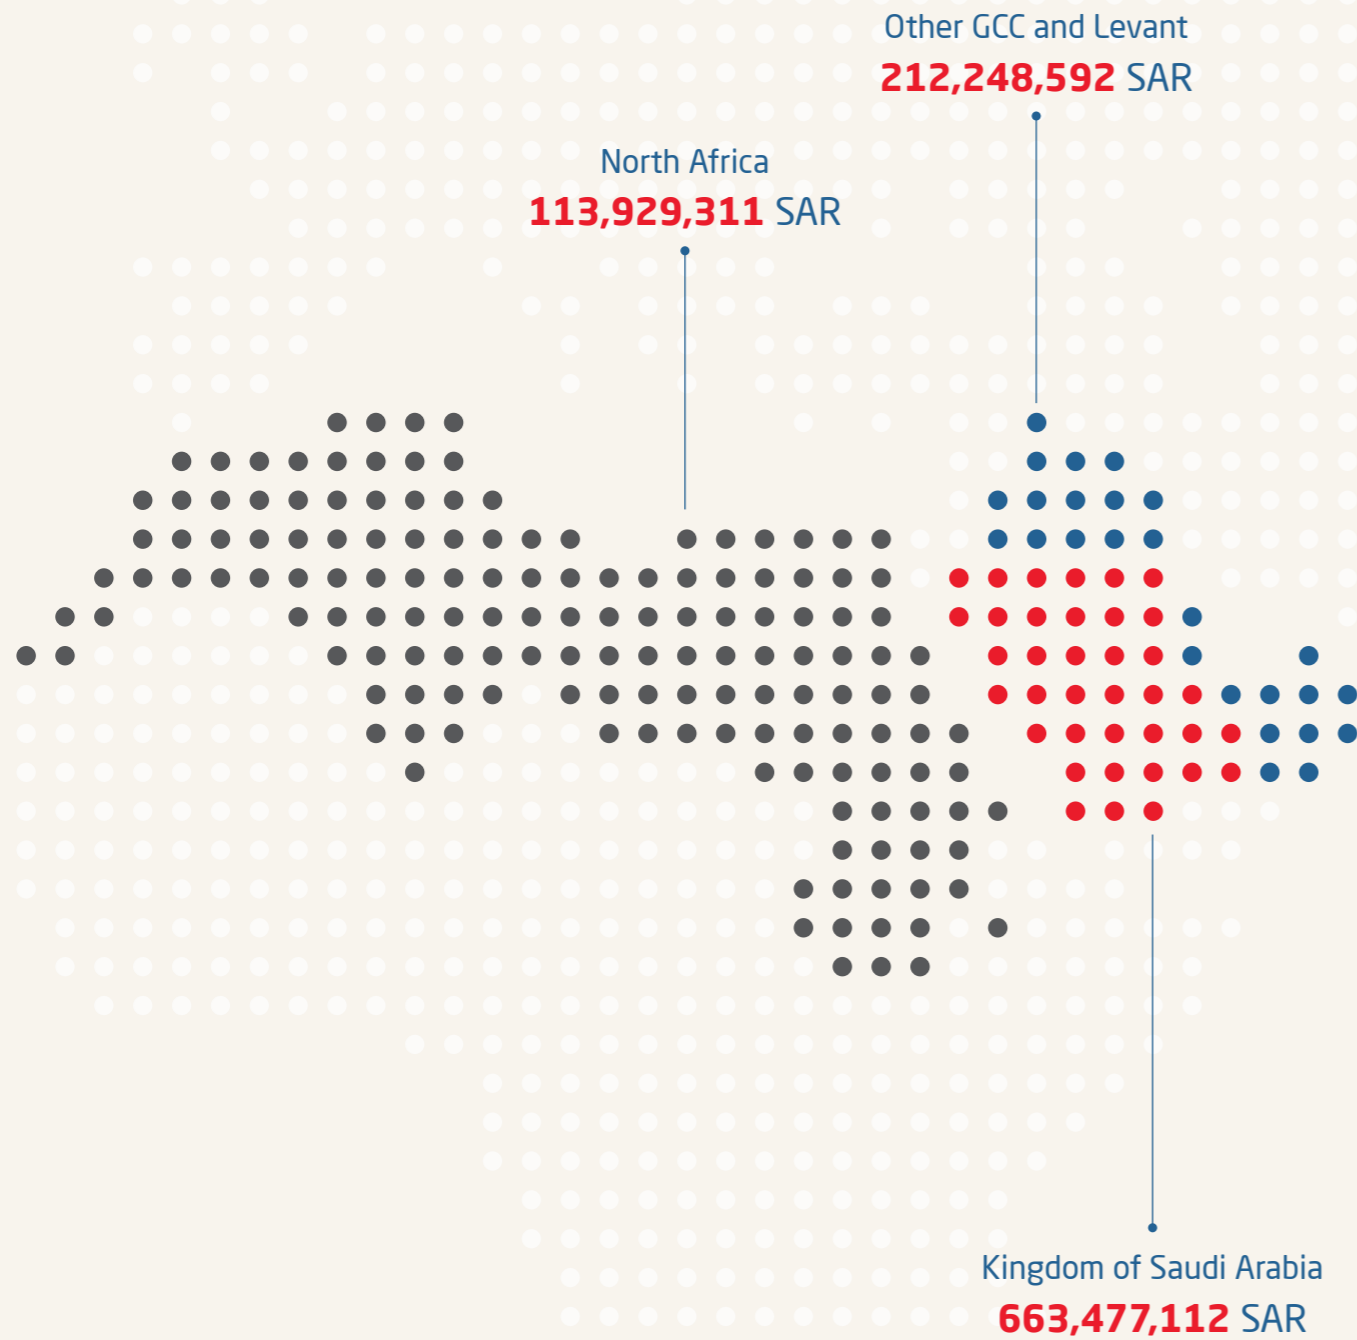 Other GCC and Levant
212,248,592 SAR
North Africa
113,929,311 SAR
Kingdom of Saudi Arabia
663,477,112 SAR